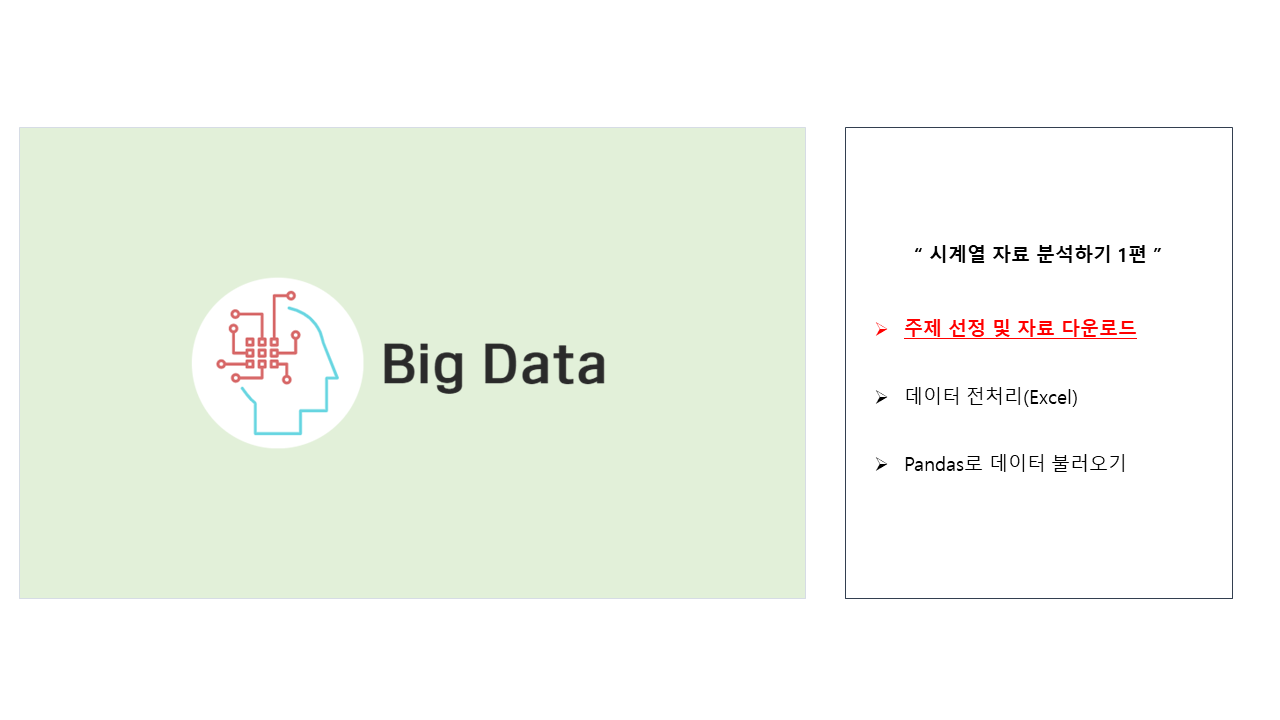 Big Data
“ 시계열 자료 분석하기 1편 ”
➢ 주제 선정 및 자료 다운로드
➢ 데이터 전처리(Excel)
➢ Pandas로 데이터 불러오기